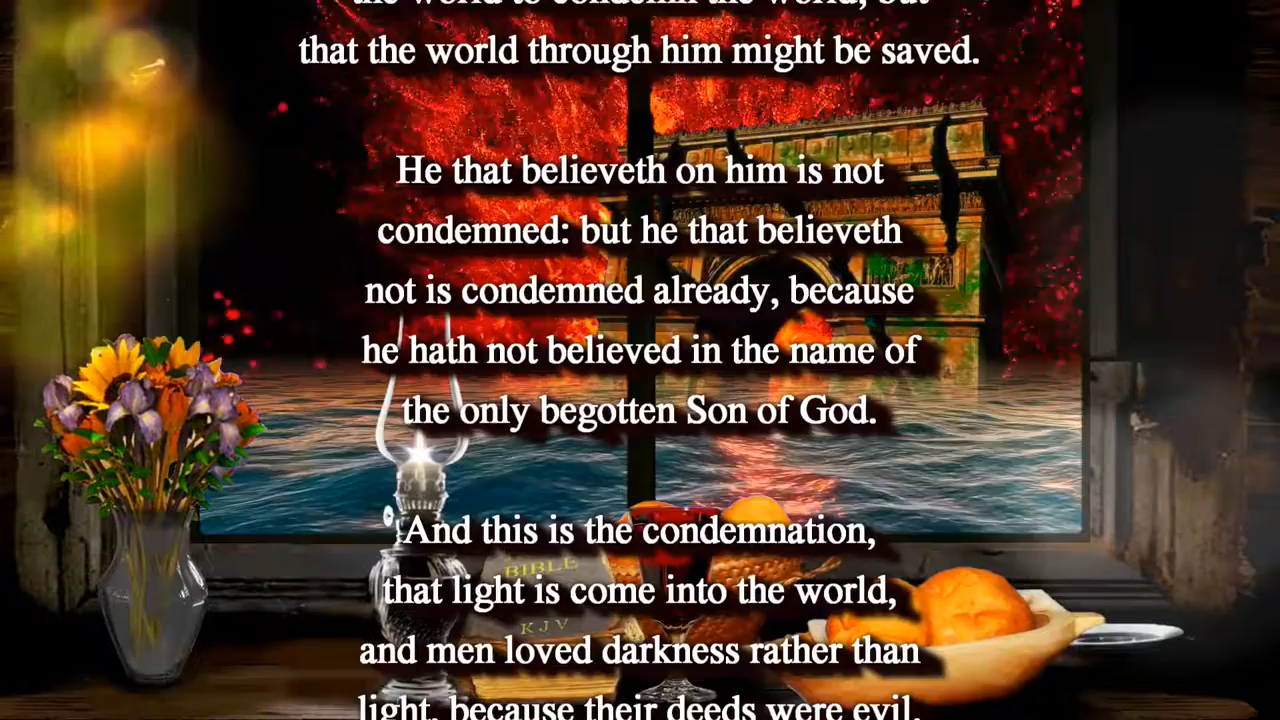 the world to condemn the world; but
that the world through him might be saved.
He that believeth on him is not
condemned: but he that believeth
not is condemned already, because
he hath not believed in the name of
the only begotten Son of God.
And this is the condemnation,
BIBLE
that light is come into the world,
KJV
and men loved darkness rather than
light, because their deeds were evil.